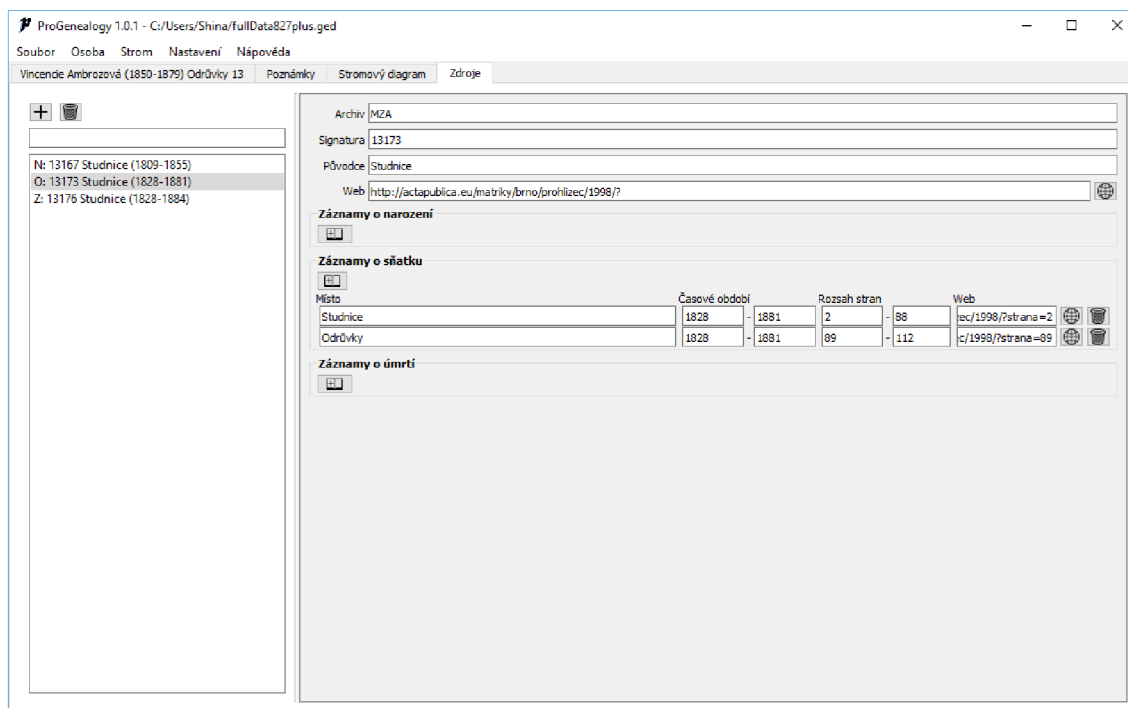 ProGenealogy 1.0.1 - C:/Users/Shina/fullData827plus.ged
Soubor Osoba Strom Nastavení Nápověda
Vincencie Ambrozová (1850-1879) Odrůvky 13 Poznámky Stromový diagram Zdroje
N: 13167 Studnice (1809-1855)
O: 13173 Studnice (1828-1881)
Z: 13176 Studnice (1828-1884)
Archiv MZA
Signatura 13173
Původce Studnice
Web http://actapublica.eu/matriky/brno/prohlizec/1998/?
Záznamy o narození
Záznamy o sňatku
Místo Časové období Rozsah stran Web
Studnice 1828 - 1881 2 - 88 zec/1998/?strana=2
Odrůvky 1828 - 1881 89 - 112 c/1998/?strana=89
Záznamy o úmrtí